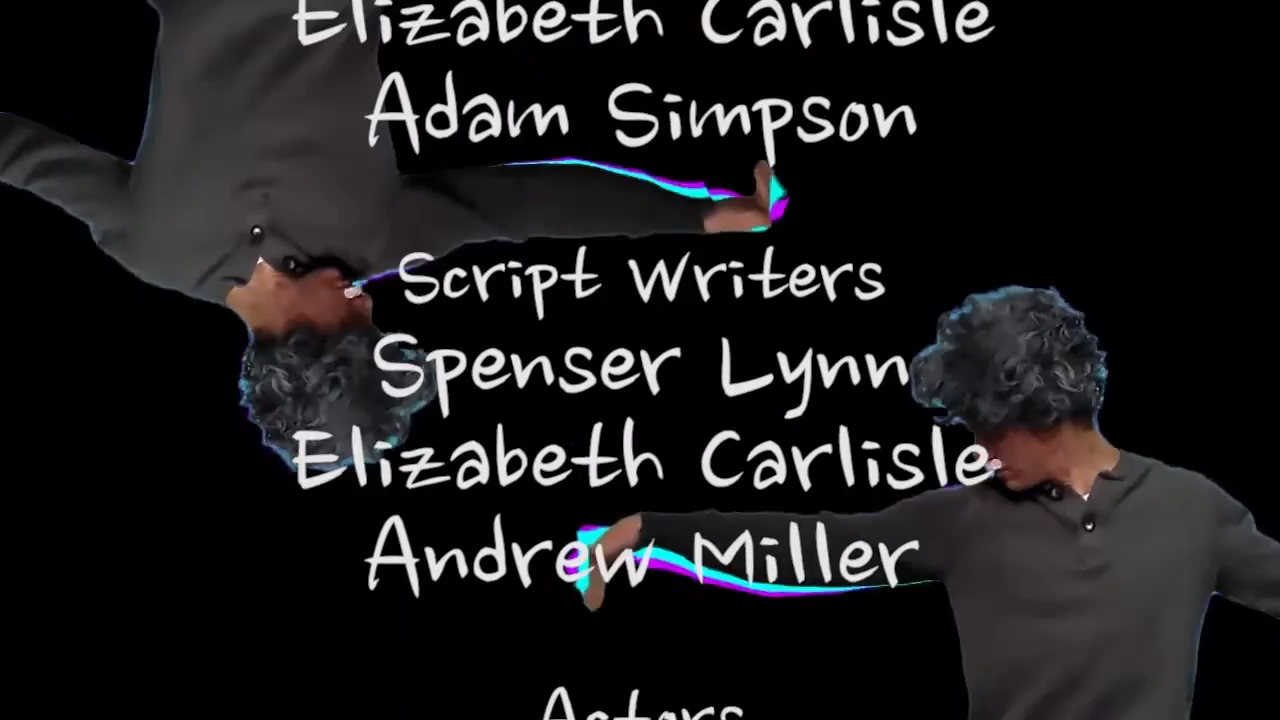 Elizabeth Carlisle
Adam Simpson
Script Writers
Spenser Lynn
Elizabeth Carlisle
Andrew Miller
Actors